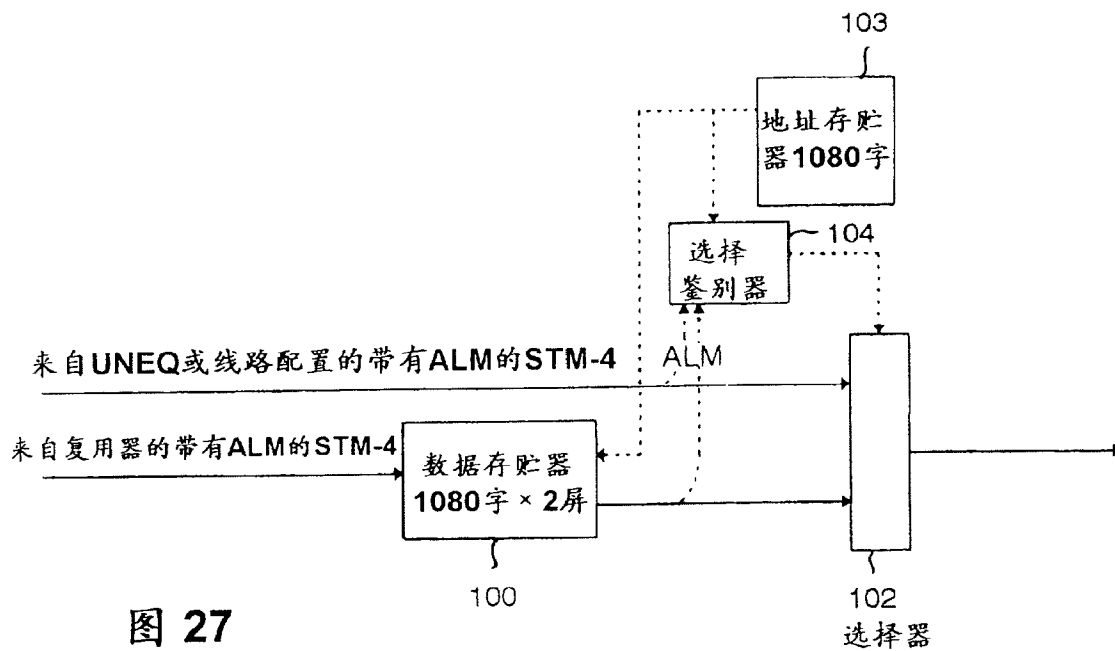 103
地址存贮
器1080字
104
选择
鉴别器
来自UNEQ或线路配置的带有ALM的STM-4
ALM
来自复用器的带有ALM的STM-4
数据存贮器
1080字 × 2屏
100
102
选择器
图 27